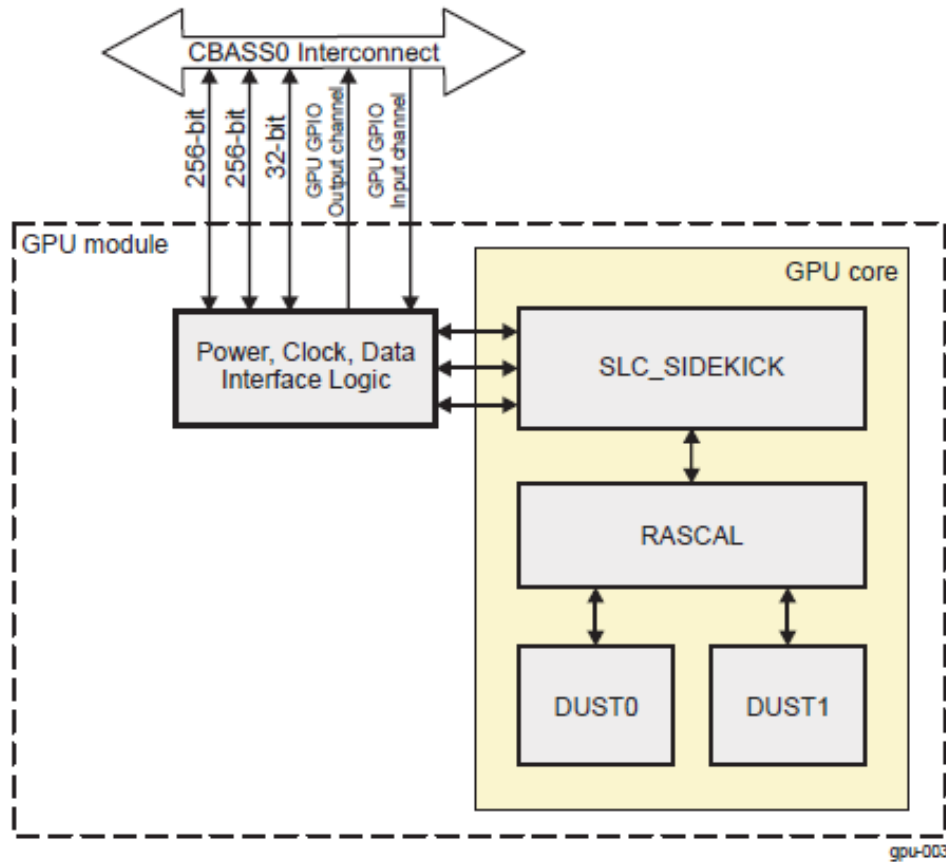 CBASS0 Interconnect
256-bit
256-bit
32-bit
GPU GPIO
Output channel
GPU GPIO
Input channel
GPU module
GPU core
Power, Clock, Data
Interface Logic
SLC_SIDEKICK
RASCAL
DUST0
DUST1
gpu-003